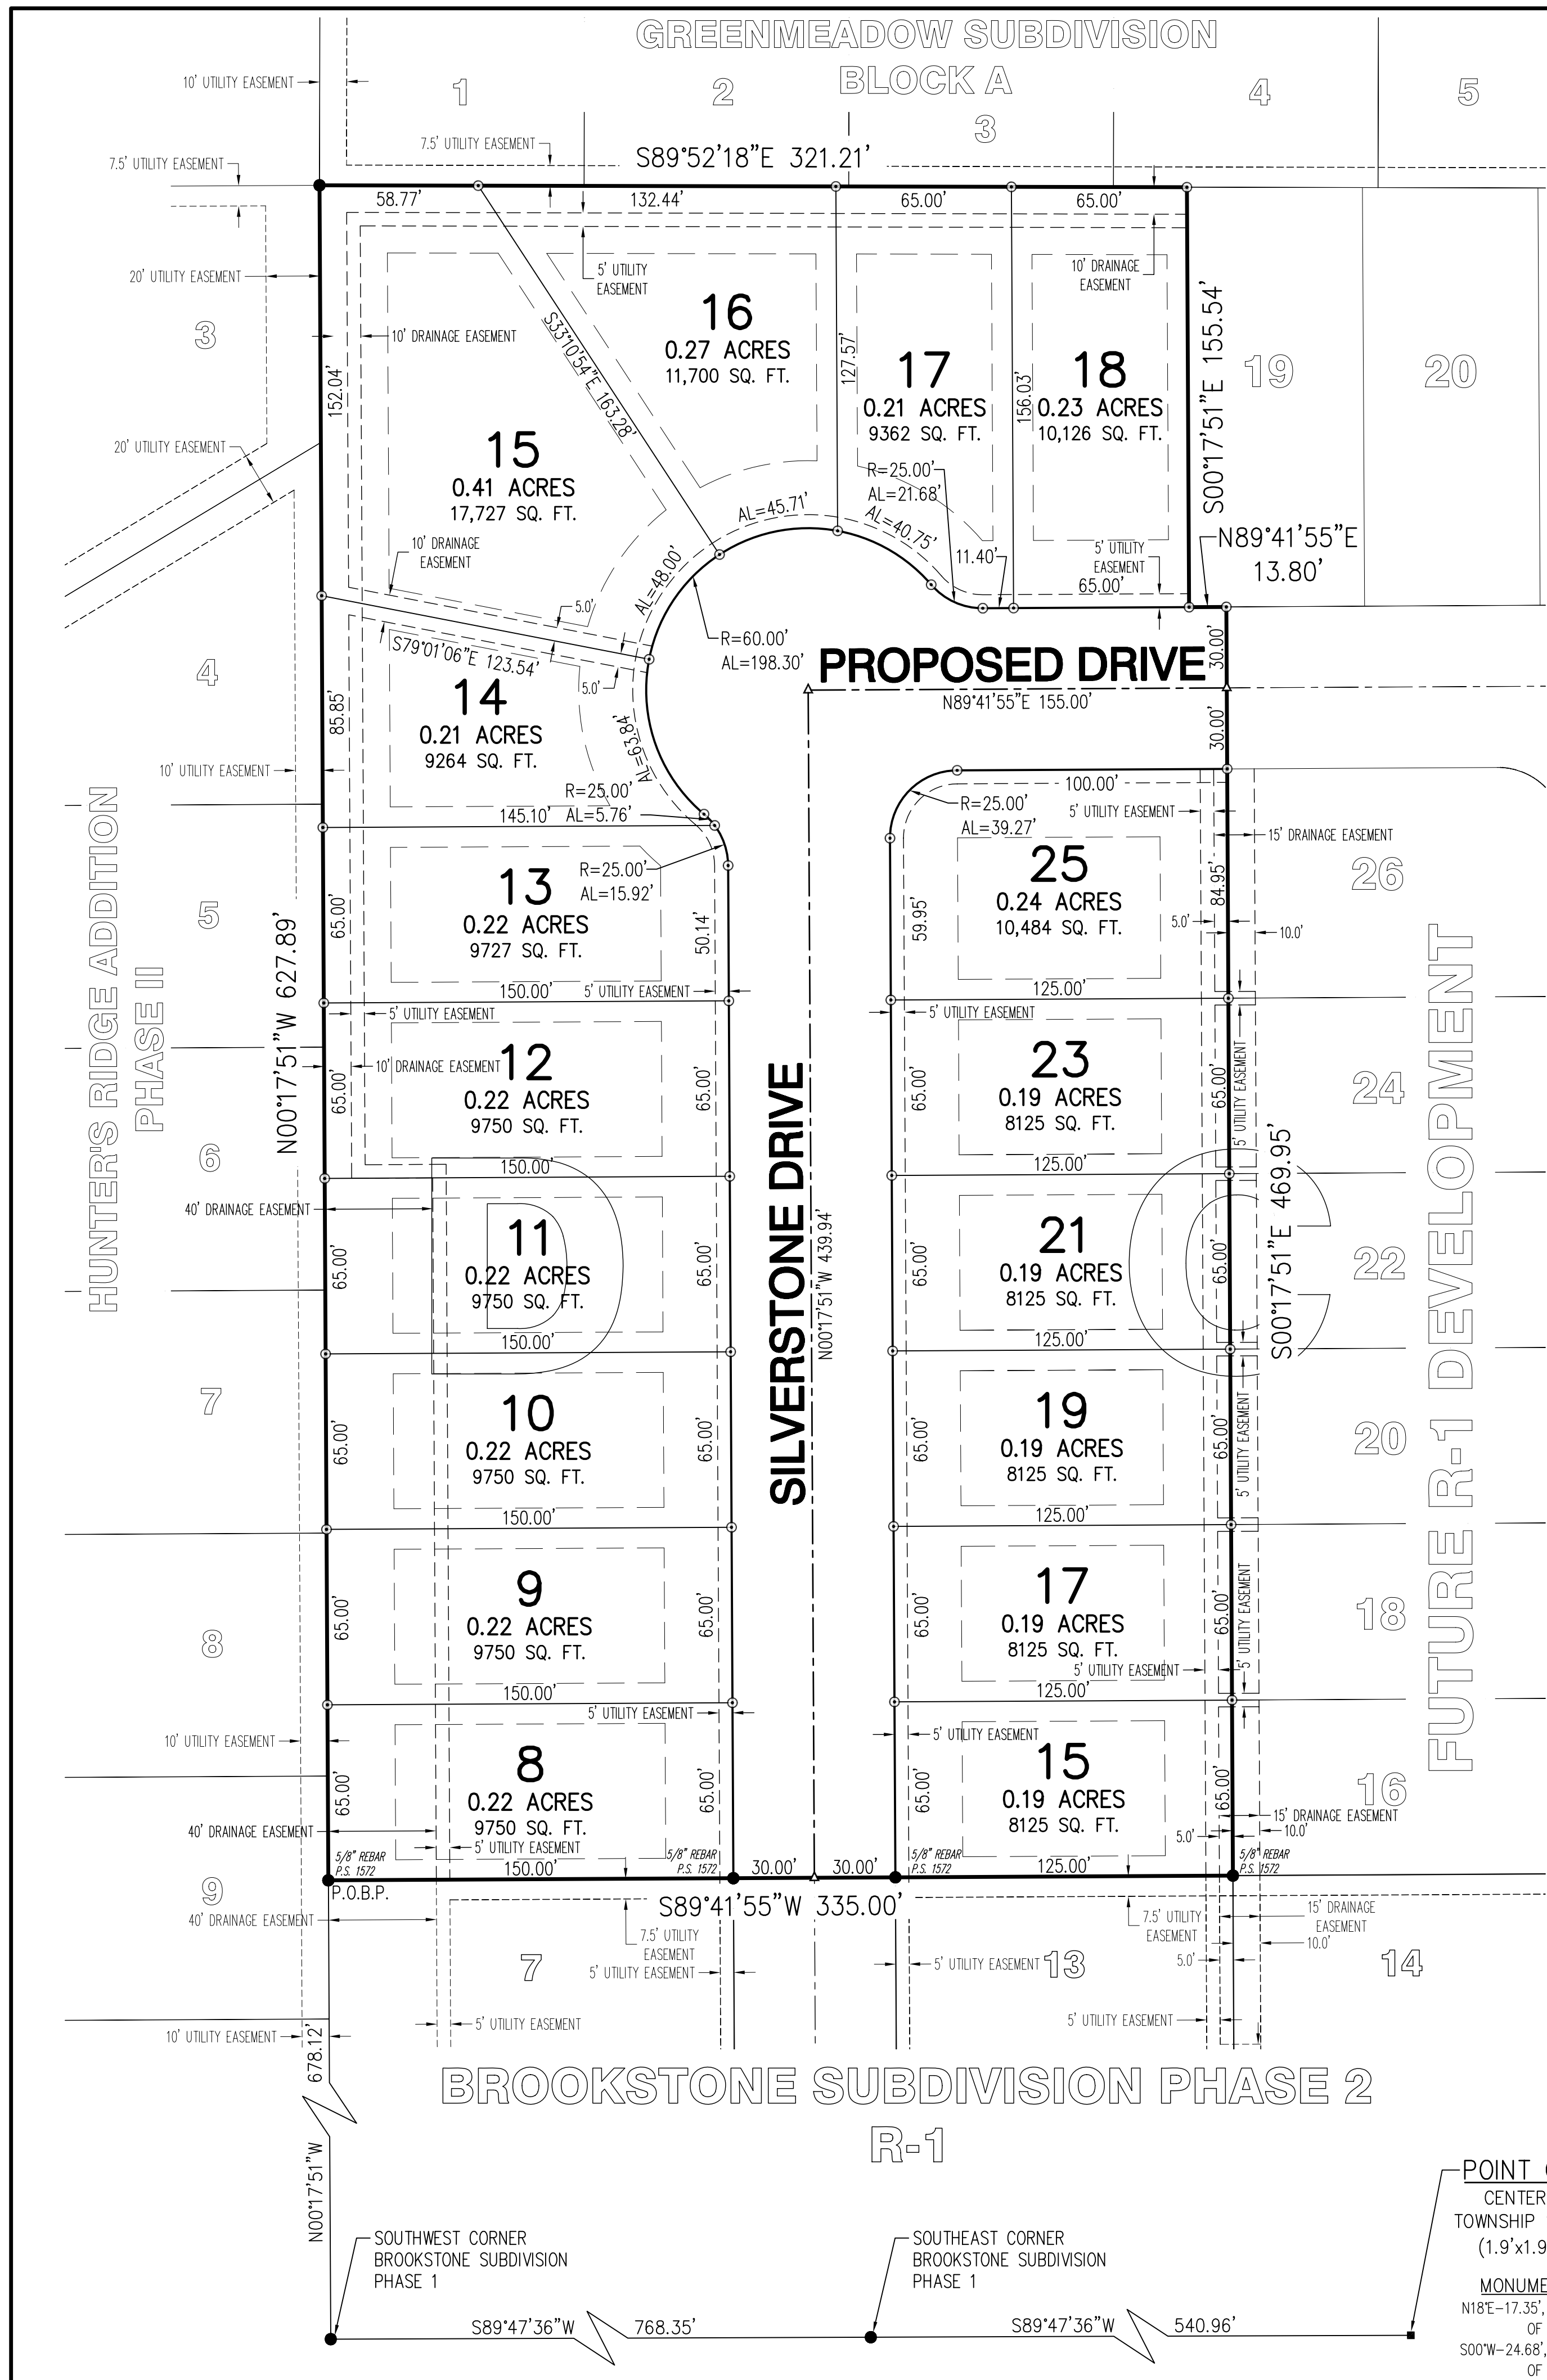 GREENMEADOW SUBDIVISION
BLOCK A
1
2
3
4
5
10' UTILITY EASEMENT
7.5' UTILITY EASEMENT
7.5' UTILITY EASEMENT
S89°52'18"E 321.21'
58.77'
132.44'
65.00'
65.00'
20' UTILITY EASEMENT
5' UTILITY
EASEMENT
10' DRAINAGE
EASEMENT
3
10' DRAINAGE EASEMENT
152.04'
S33°10'54"E 163.28'
16
0.27 ACRES
11,700 SQ. FT.
127.57'
17
0.21 ACRES
9362 SQ. FT.
156.03'
18
0.23 ACRES
10,126 SQ. FT.
S00°17'51"E 155.54'
19
20
20' UTILITY EASEMENT
15
0.41 ACRES
17,727 SQ. FT.
R=25.00'
AL=21.68'
AL=45.71'
AL=40.75'
10' DRAINAGE
EASEMENT
AL=48.00'
11.40'
5' UTILITY
EASEMENT
65.00'
N89°41'55"E
13.80'
5.0'
R=60.00'
AL=198.30'
PROPOSED DRIVE
30.00'
N89°41'55"E 155.00'
30.00'
S79°01'06"E 123.54'
5.0'
4
14
0.21 ACRES
9264 SQ. FT.
85.85'
AL=63.84'
10' UTILITY EASEMENT
R=25.00'
AL=5.76'
145.10'
100.00'
R=25.00'
AL=39.27'
5' UTILITY EASEMENT
15' DRAINAGE EASEMENT
HUNTER'S RIDGE ADDITION
PHASE II
N00°17'51"W 627.89'
5
13
0.22 ACRES
9727 SQ. FT.
R=25.00'
AL=15.92'
65.00'
50.14'
59.95'
25
0.24 ACRES
10,484 SQ. FT.
84.95'
5.0'
10.0'
26
150.00'
5' UTILITY EASEMENT
125.00'
5' UTILITY EASEMENT
5' UTILITY EASEMENT
10' DRAINAGE EASEMENT
12
0.22 ACRES
9750 SQ. FT.
65.00'
65.00'
65.00'
23
0.19 ACRES
8125 SQ. FT.
65.00'
5' UTILITY EASEMENT
24
6
150.00'
125.00'
40' DRAINAGE EASEMENT
D
C
11
0.22 ACRES
9750 SQ. FT.
65.00'
65.00'
SILVERSTONE DRIVE
N00°17'51"W 439.94'
65.00'
21
0.19 ACRES
8125 SQ. FT.
65.00'
S00°17'51"E 469.95'
22
FUTURE R-1 DEVELOPMENT
150.00'
125.00'
7
10
0.22 ACRES
9750 SQ. FT.
65.00'
65.00'
65.00'
19
0.19 ACRES
8125 SQ. FT.
65.00'
5' UTILITY EASEMENT
20
150.00'
125.00'
8
9
0.22 ACRES
9750 SQ. FT.
65.00'
65.00'
65.00'
17
0.19 ACRES
8125 SQ. FT.
65.00'
5' UTILITY EASEMENT
18
5' UTILITY EASEMENT
150.00'
125.00'
5' UTILITY EASEMENT
5' UTILITY EASEMENT
10' UTILITY EASEMENT
8
0.22 ACRES
9750 SQ. FT.
65.00'
65.00'
65.00'
15
0.19 ACRES
8125 SQ. FT.
65.00'
16
15' DRAINAGE EASEMENT
5.0'
10.0'
40' DRAINAGE EASEMENT
5' UTILITY EASEMENT
5/8" REBAR
P.S. 1572
150.00'
30.00'
30.00'
5/8" REBAR
P.S. 1572
125.00'
5/8" REBAR
P.S. 1572
9
P.O.B.P.
S89°41'55"W 335.00'
40' DRAINAGE EASEMENT
7.5' UTILITY
EASEMENT
7.5' UTILITY
EASEMENT
15' DRAINAGE
EASEMENT
10.0'
5.0'
7
5' UTILITY EASEMENT
5' UTILITY EASEMENT
13
14
10' UTILITY EASEMENT
5' UTILITY EASEMENT
5' UTILITY EASEMENT
678.12'
N00°17'51"W
BROOKSTONE SUBDIVISION PHASE 2
R-1
POINT
CENTER
TOWNSHIP
(1.9'x1.9
MONUME
N18°E-17.35',
OF
S00°W-24.68',
OF
SOUTHWEST CORNER
BROOKSTONE SUBDIVISION
PHASE 1
SOUTHEAST CORNER
BROOKSTONE SUBDIVISION
PHASE 1
S89°47'36"W 768.35'
S89°47'36"W 540.96'